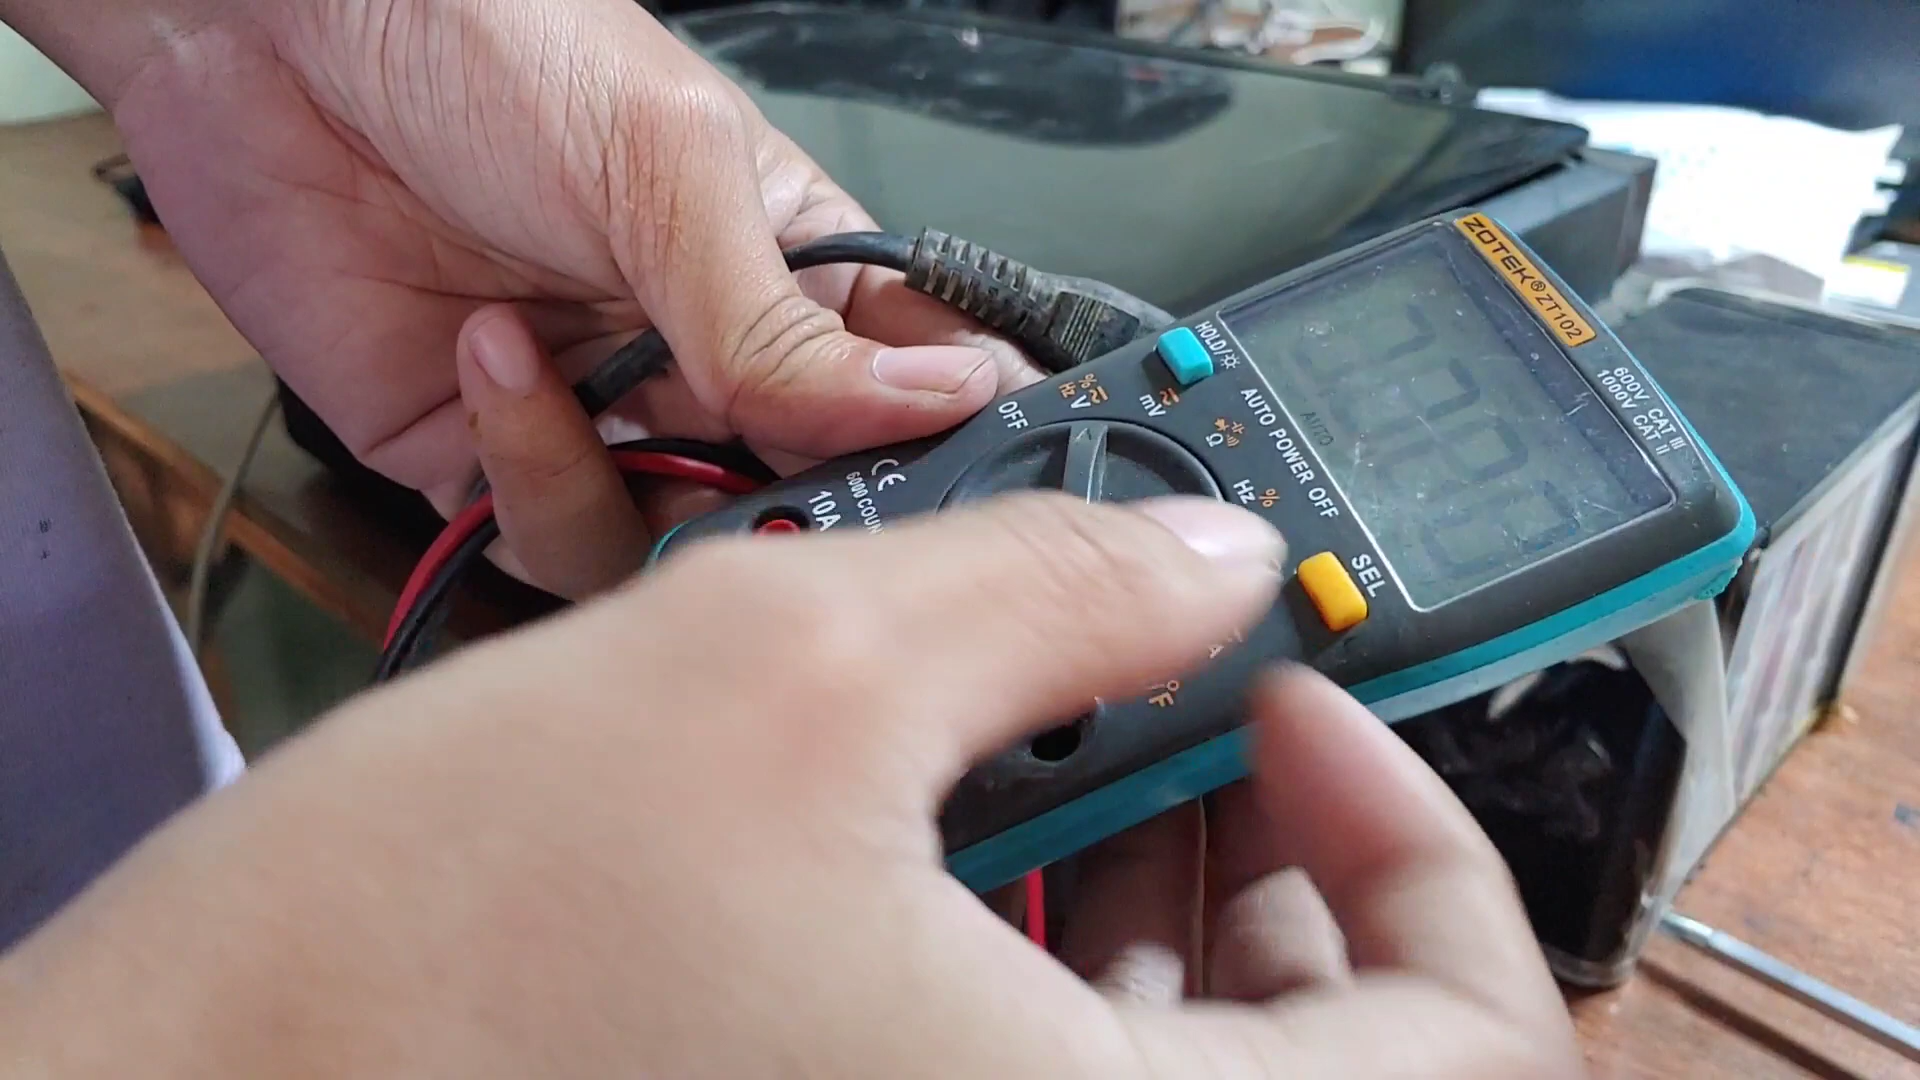 ZOTEK® ZT102
600V CAT III
1000V CAT II
HOLD/
AUTO POWER OFF
AUTO
SEL
OFF
Hz %
V
mV
Ω
Hz %
A
°F
CE
6000 COUN
10A